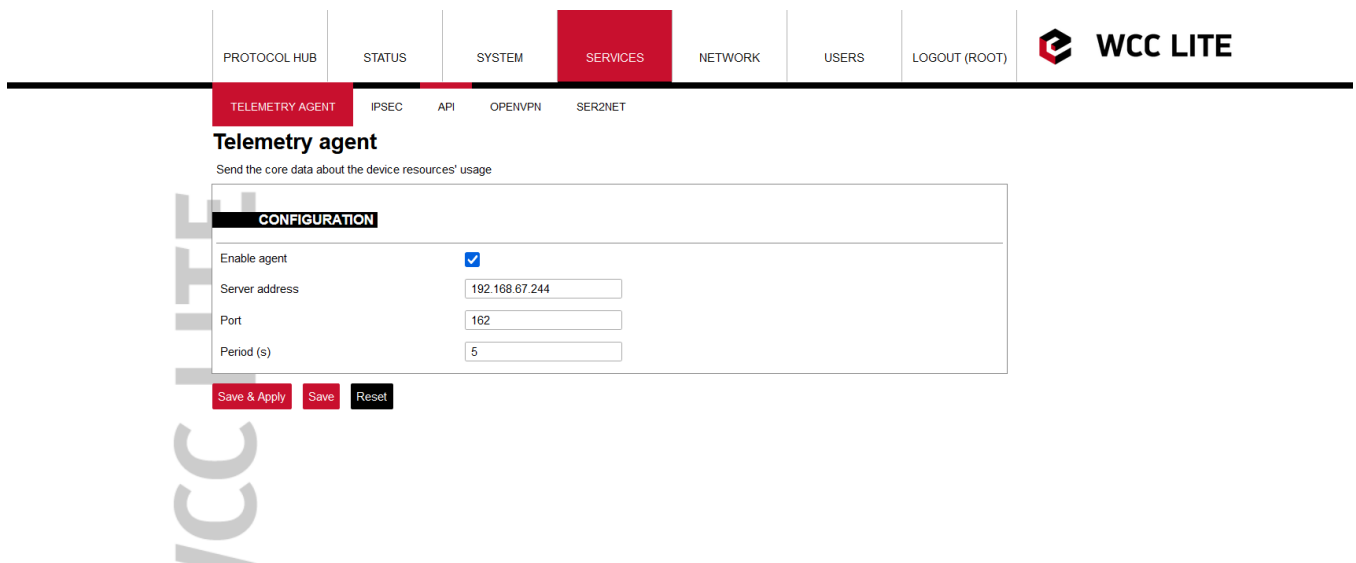 PROTOCOL HUB STATUS SYSTEM SERVICES NETWORK USERS LOGOUT (ROOT) WCC LITE
TELEMETRY AGENT IPSEC API OPENVPN SER2NET
Telemetry agent
Send the core data about the device resources' usage
CONFIGURATION
Enable agent
Server address 192.168.67.244
Port 162
Period (s) 5
Save & Apply Save Reset
WCC LITE